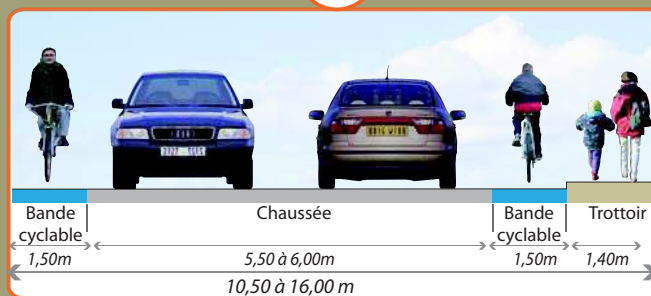 Bande cyclable
Chaussée
Bande cyclable
Trottoir
1,50m
5,50 à 6,00m
1,50m
1,40m
10,50 à 16,00 m